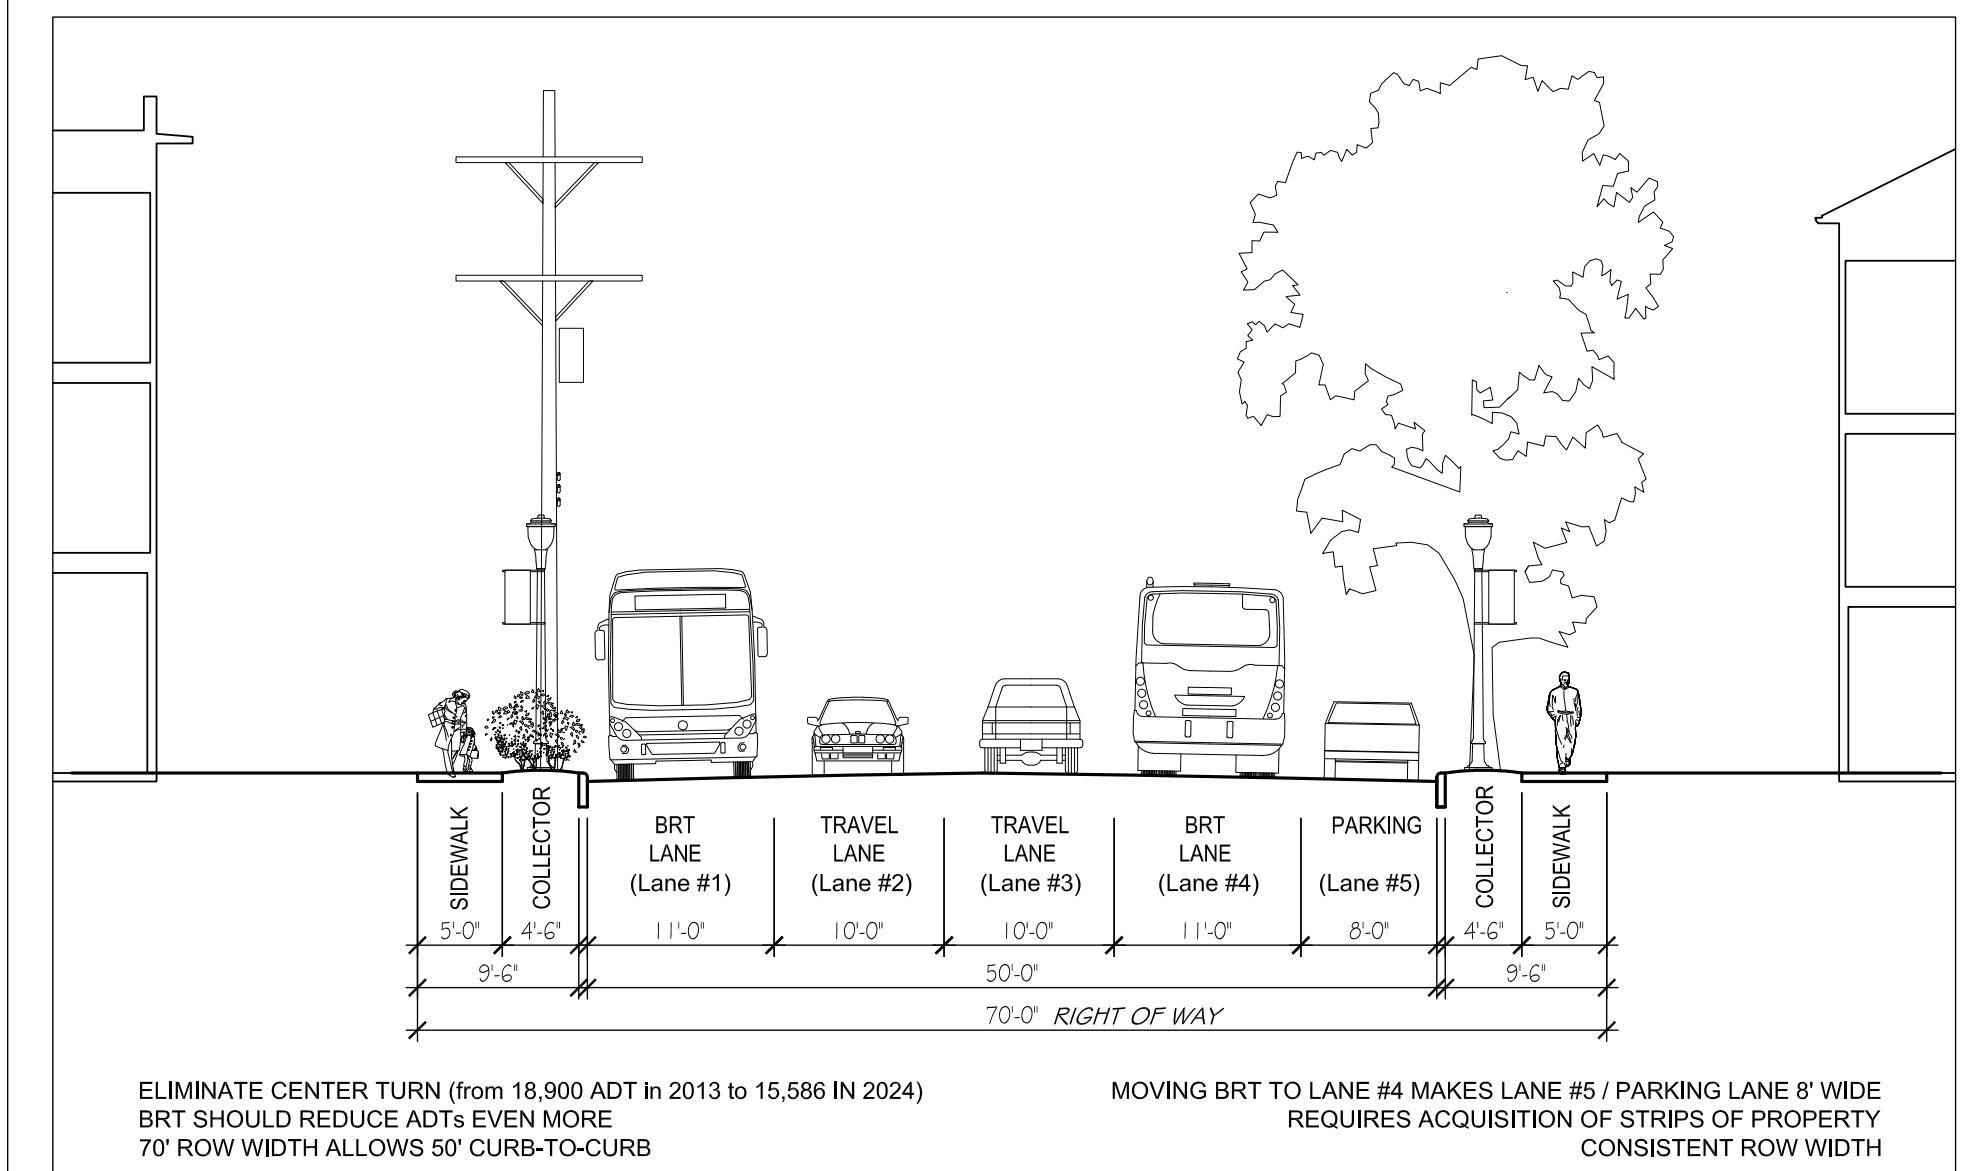 SIDEWALK
COLLECTOR
BRT
LANE
(Lane #1)
TRAVEL
LANE
(Lane #2)
TRAVEL
LANE
(Lane #3)
BRT
LANE
(Lane #4)
PARKING
(Lane #5)
COLLECTOR
SIDEWALK
5'-0" 4'-6" 11'-0" 10'-0" 10'-0" 11'-0" 8'-0" 4'-6" 5'-0"
9'-6" 50'-0" 9'-6"
70'-0" RIGHT OF WAY
ELIMINATE CENTER TURN (from 18,900 ADT in 2013 to 15,586 IN 2024)
BRT SHOULD REDUCE ADTs EVEN MORE
70' ROW WIDTH ALLOWS 50' CURB-TO-CURB
MOVING BRT TO LANE #4 MAKES LANE #5 / PARKING LANE 8' WIDE
REQUIRES ACQUISITION OF STRIPS OF PROPERTY
CONSISTENT ROW WIDTH